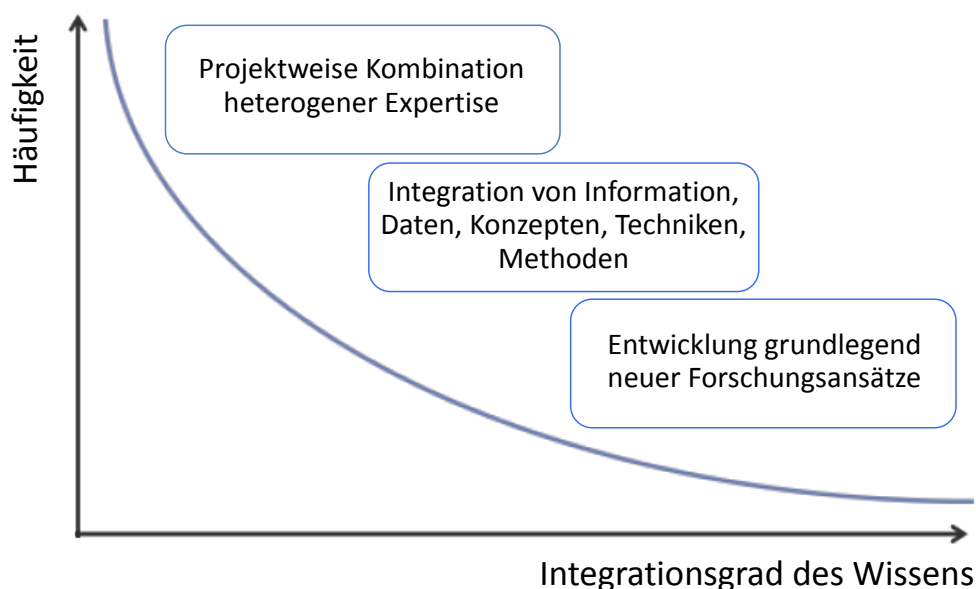 Häufigkeit
Projektweise Kombination
heterogener Expertise
Integration von Information,
Daten, Konzepten, Techniken,
Methoden
Entwicklung grundlegend
neuer Forschungsansätze
Integrationsgrad des Wissens